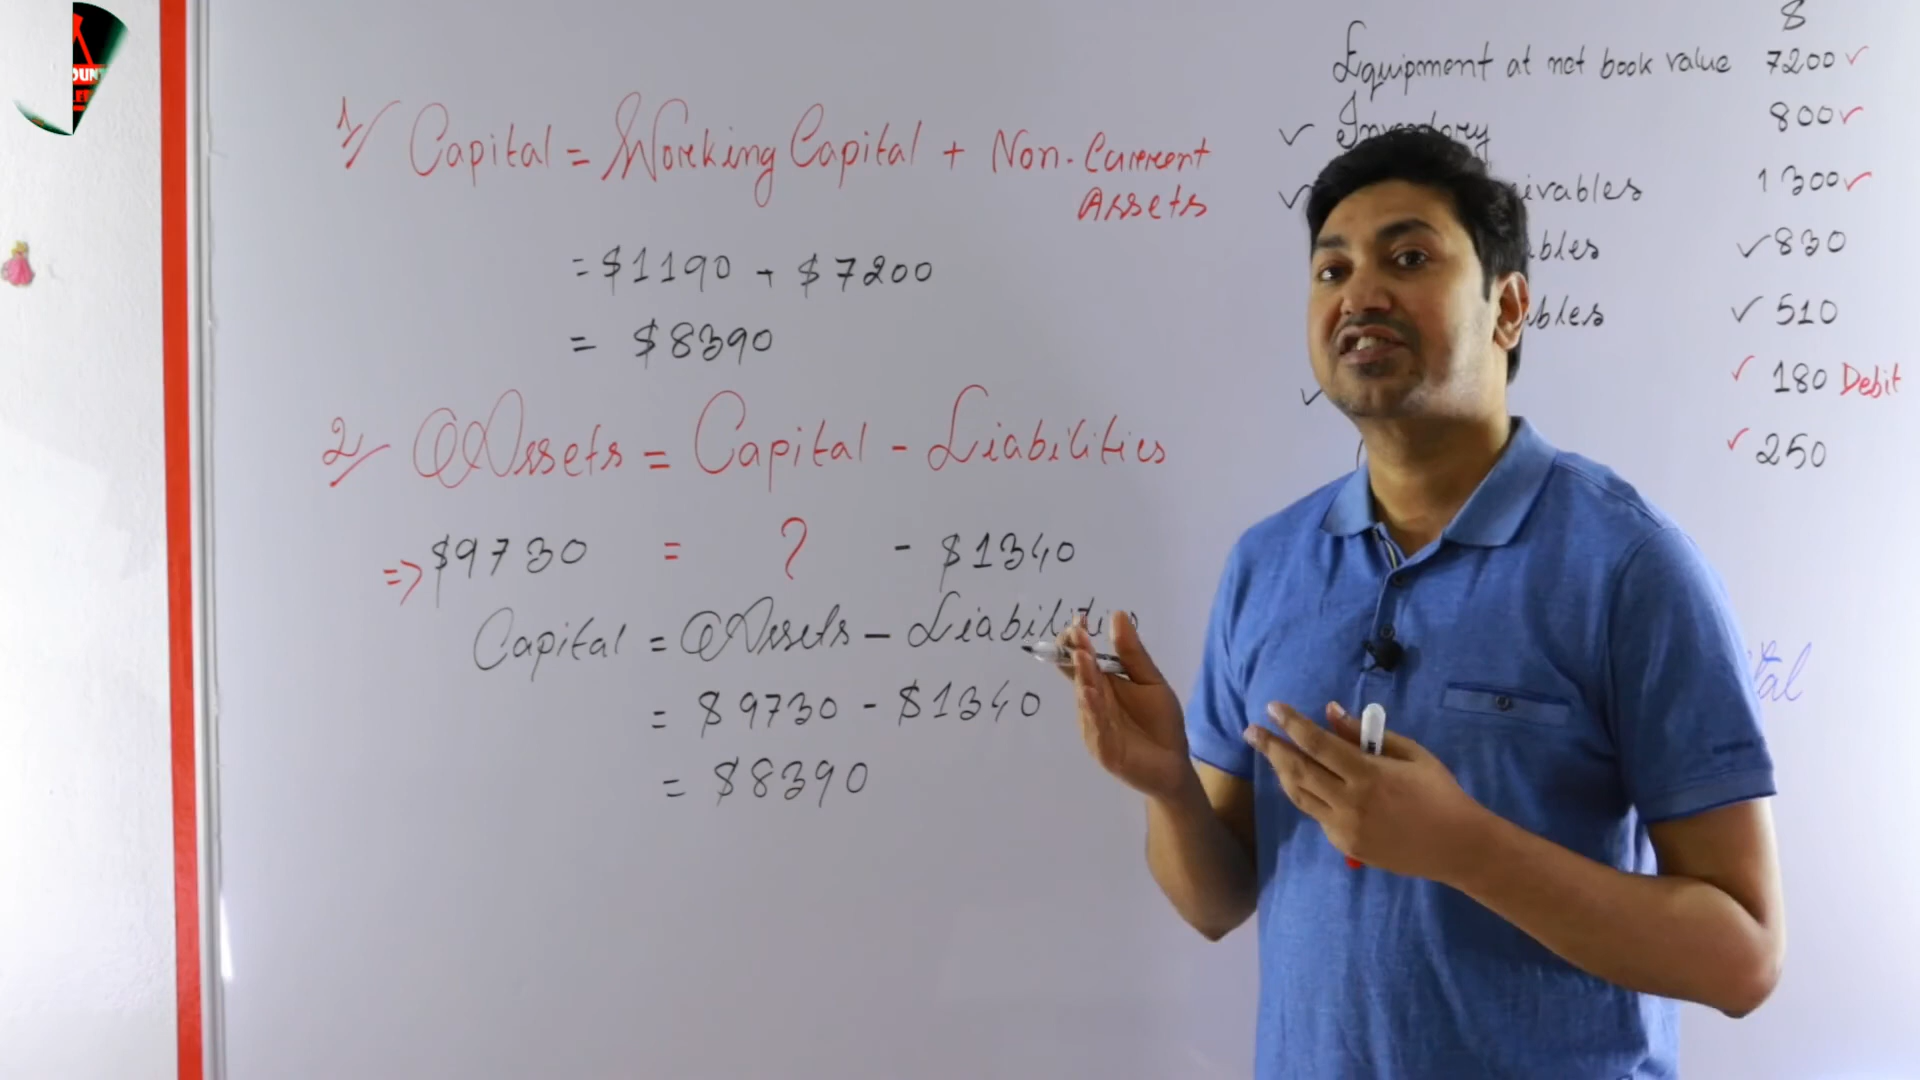 1/ Capital = Working Capital + Non-Current Assets
= $1190 + $7200
= $8390
2/ Assets = Capital - Liabilities
=> $9730 = ? - $1340
Capital = Assets - Liabilities
= $9730 - $1340
= $8390
$
Equipment at net book value 7200 ✓
✓ Inventory 800 ✓
✓ 1300 ✓
✓ 830
✓ 510
✓ ✓ 180 Debit
✓ 250